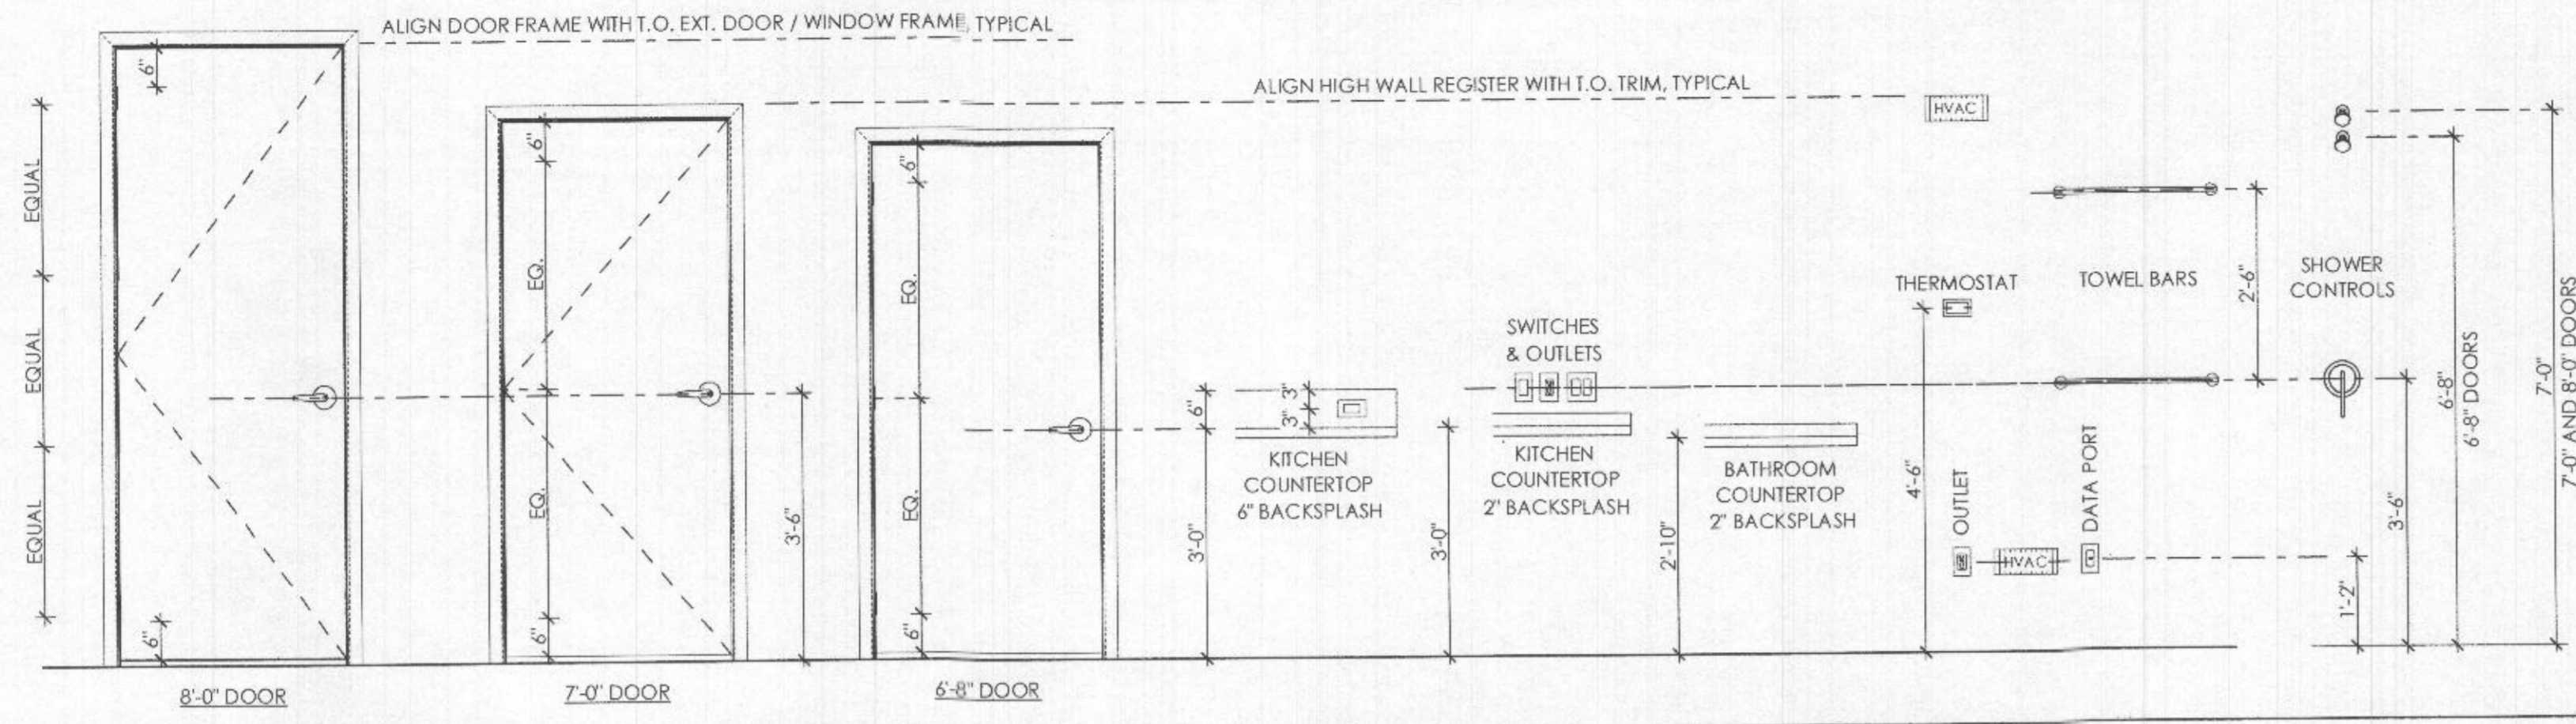 ALIGN DOOR FRAME WITH T.O. EXT. DOOR / WINDOW FRAME, TYPICAL
ALIGN HIGH WALL REGISTER WITH T.O. TRIM, TYPICAL
HVAC
6"
EQUAL
EQUAL
EQUAL
6"
8'-0" DOOR
6"
EQ.
EQ.
6"
3'-6"
7'-0" DOOR
6"
EQ.
EQ.
6"
6'-8" DOOR
6"
3'-0"
3"
3"
KITCHEN
COUNTERTOP
6" BACKSPLASH
SWITCHES
& OUTLETS
3'-0"
KITCHEN
COUNTERTOP
2" BACKSPLASH
2'-10"
BATHROOM
COUNTERTOP
2" BACKSPLASH
THERMOSTAT
4'-6"
OUTLET
HVAC
DATA PORT
TOWEL BARS
2'-6"
SHOWER
CONTROLS
1'-2"
3'-6"
6'-8"
6'-8" DOORS
7'-0"
7'-0" AND 8'-0" DOORS